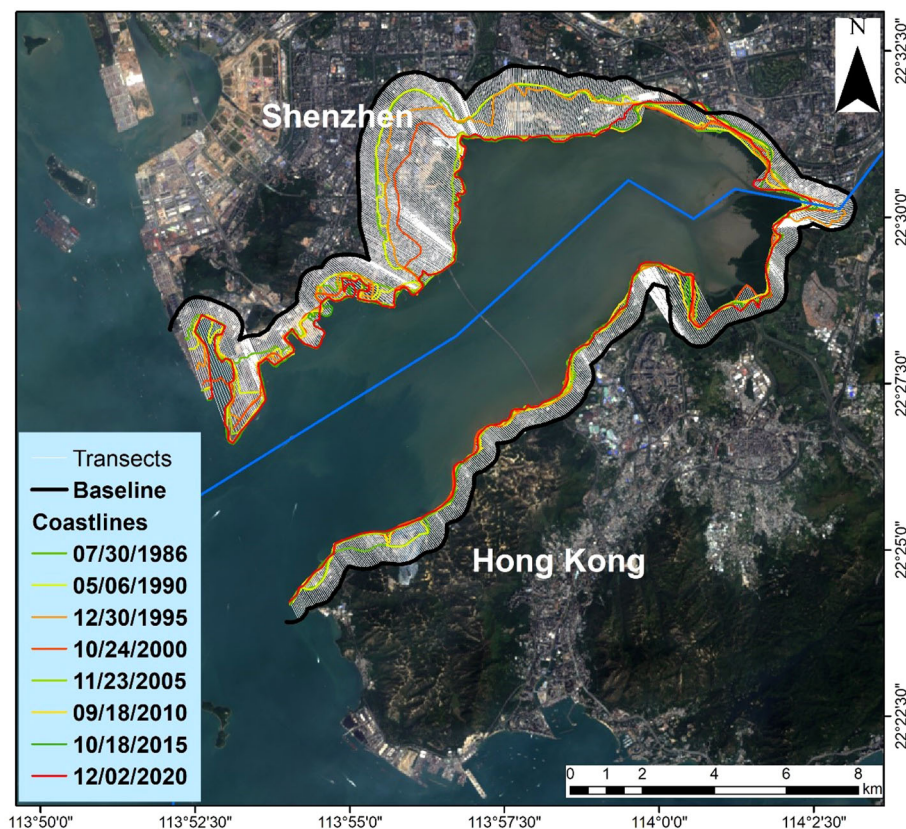 N
Shenzhen
Hong Kong
Transects
Baseline
Coastlines
07/30/1986
05/06/1990
12/30/1995
10/24/2000
11/23/2005
09/18/2010
10/18/2015
12/02/2020
0 1 2 4 6 8
km
22°32'30"
22°30'0"
22°27'30"
22°25'0"
22°22'30"
113°50'0" 113°52'30" 113°55'0" 113°57'30" 114°0'0" 114°2'30"